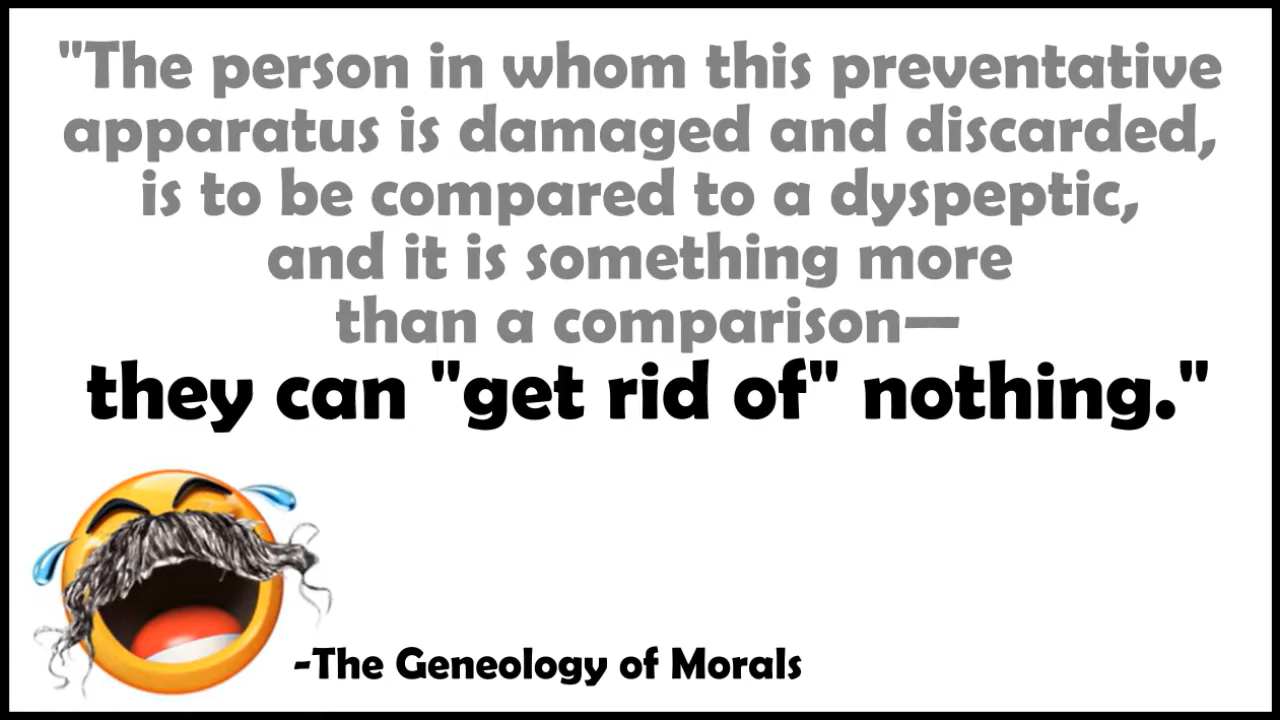 "The person in whom this preventative
apparatus is damaged and discarded,
is to be compared to a dyspeptic,
and it is something more
than a comparison—
they can "get rid of" nothing."
-The Geneology of Morals